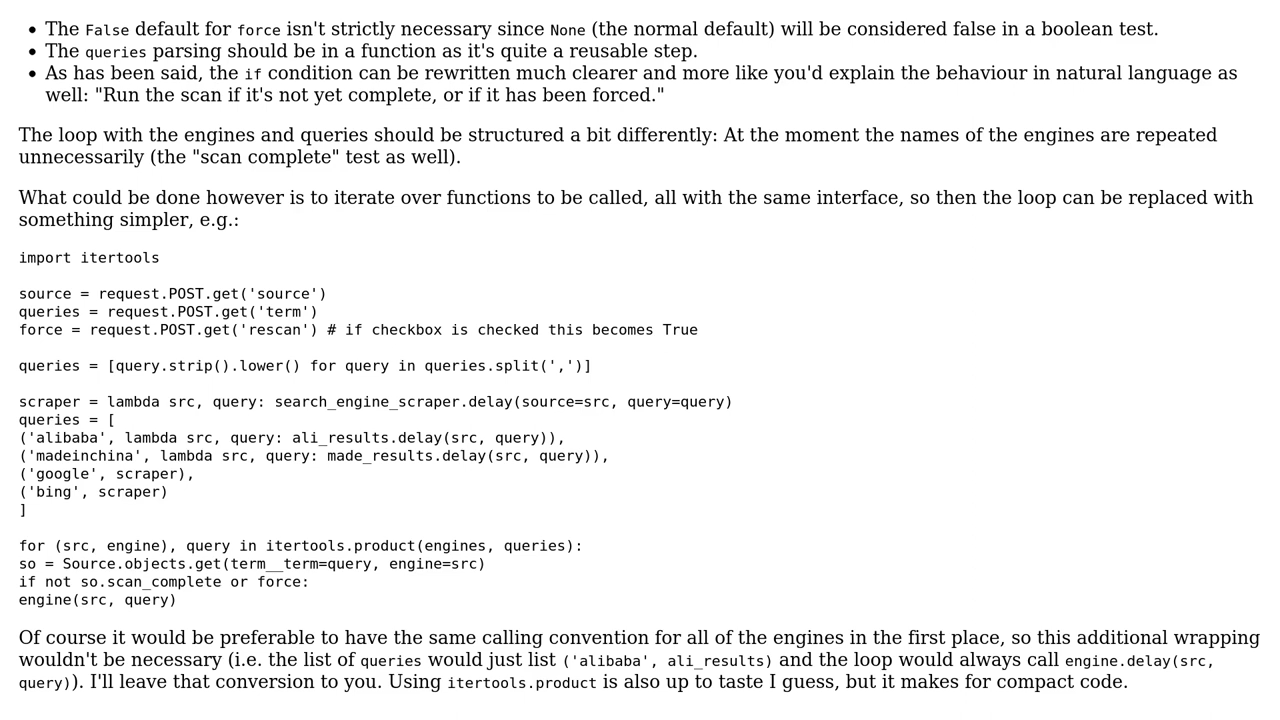 • The False default for force isn't strictly necessary since None (the normal default) will be considered false in a boolean test.
• The queries parsing should be in a function as it's quite a reusable step.
• As has been said, the if condition can be rewritten much clearer and more like you'd explain the behaviour in natural language as
well: "Run the scan if it's not yet complete, or if it has been forced."
The loop with the engines and queries should be structured a bit differently: At the moment the names of the engines are repeated
unnecessarily (the "scan complete" test as well).
What could be done however is to iterate over functions to be called, all with the same interface, so then the loop can be replaced with
something simpler, e.g.:
import itertools
source = request.POST.get('source')
queries = request.POST.get('term')
force = request.POST.get('rescan') # if checkbox is checked this becomes True
queries = [query.strip().lower() for query in queries.split(',')]
scraper = lambda src, query: search_engine_scraper.delay(source=src, query=query)
queries = [
('alibaba', lambda src, query: ali_results.delay(src, query)),
('madeinchina', lambda src, query: made_results.delay(src, query)),
('google', scraper),
('bing', scraper)
]
for (src, engine), query in itertools.product(engines, queries):
so = Source.objects.get(term__term=query, engine=src)
if not so.scan_complete or force:
engine(src, query)
Of course it would be preferable to have the same calling convention for all of the engines in the first place, so this additional wrapping
wouldn't be necessary (i.e. the list of queries would just list ('alibaba', ali_results) and the loop would always call engine.delay(src,
query)). I'll leave that conversion to you. Using itertools.product is also up to taste I guess, but it makes for compact code.